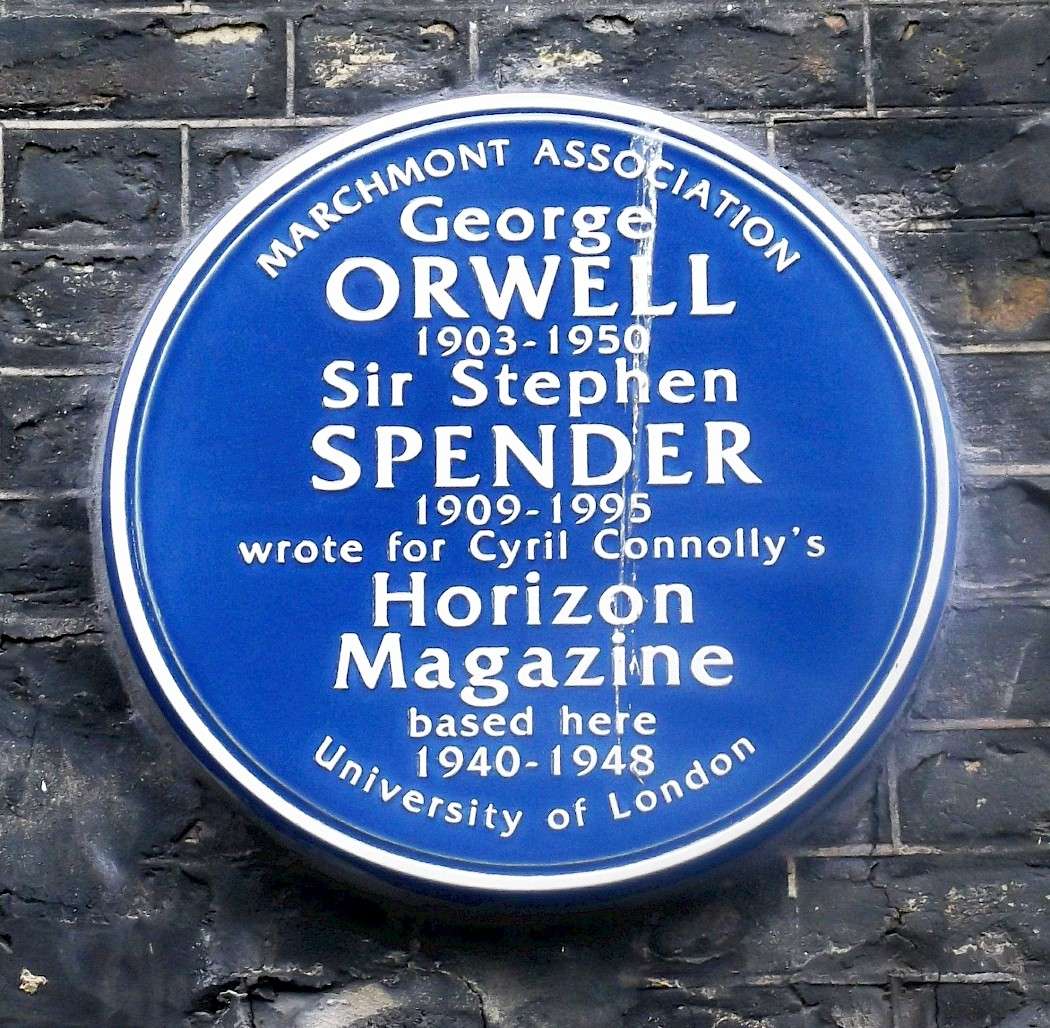 MARCHMONT ASSOCIATION
George
ORWELL
1903-1950
Sir Stephen
SPENDER
1909-1995
wrote for Cyril Connolly's
Horizon
Magazine
based here
1940-1948
University of London